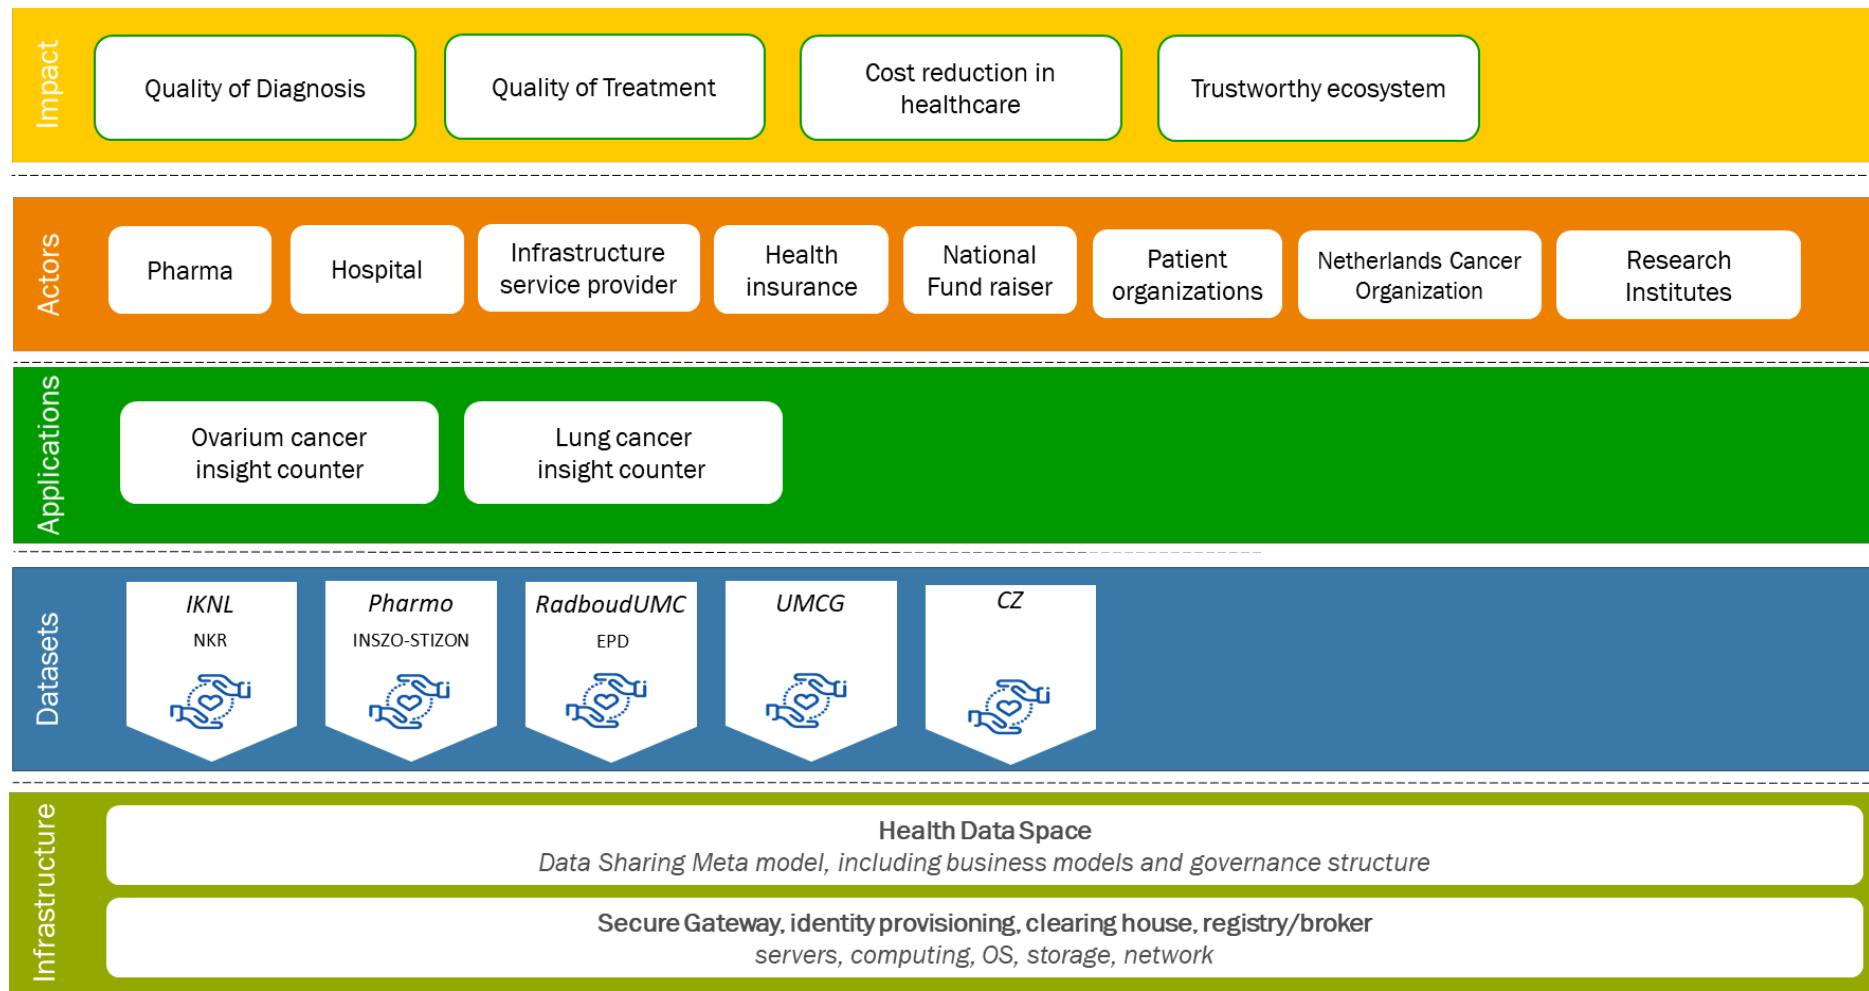 Impact
Quality of Diagnosis
Quality of Treatment
Cost reduction in
healthcare
Trustworthy ecosystem
Actors
Pharma
Hospital
Infrastructure
service provider
Health
insurance
National
Fund raiser
Patient
organizations
Netherlands Cancer
Organization
Research
Institutes
Applications
Ovarium cancer
insight counter
Lung cancer
insight counter
Datasets
IKNL
NKR
Pharmo
INSZO-STIZON
RadboudUMC
EPD
UMCG
CZ
Infrastructure
Health Data Space
Data Sharing Meta model, including business models and governance structure
Secure Gateway, identity provisioning, clearing house, registry/broker
servers, computing, OS, storage, network